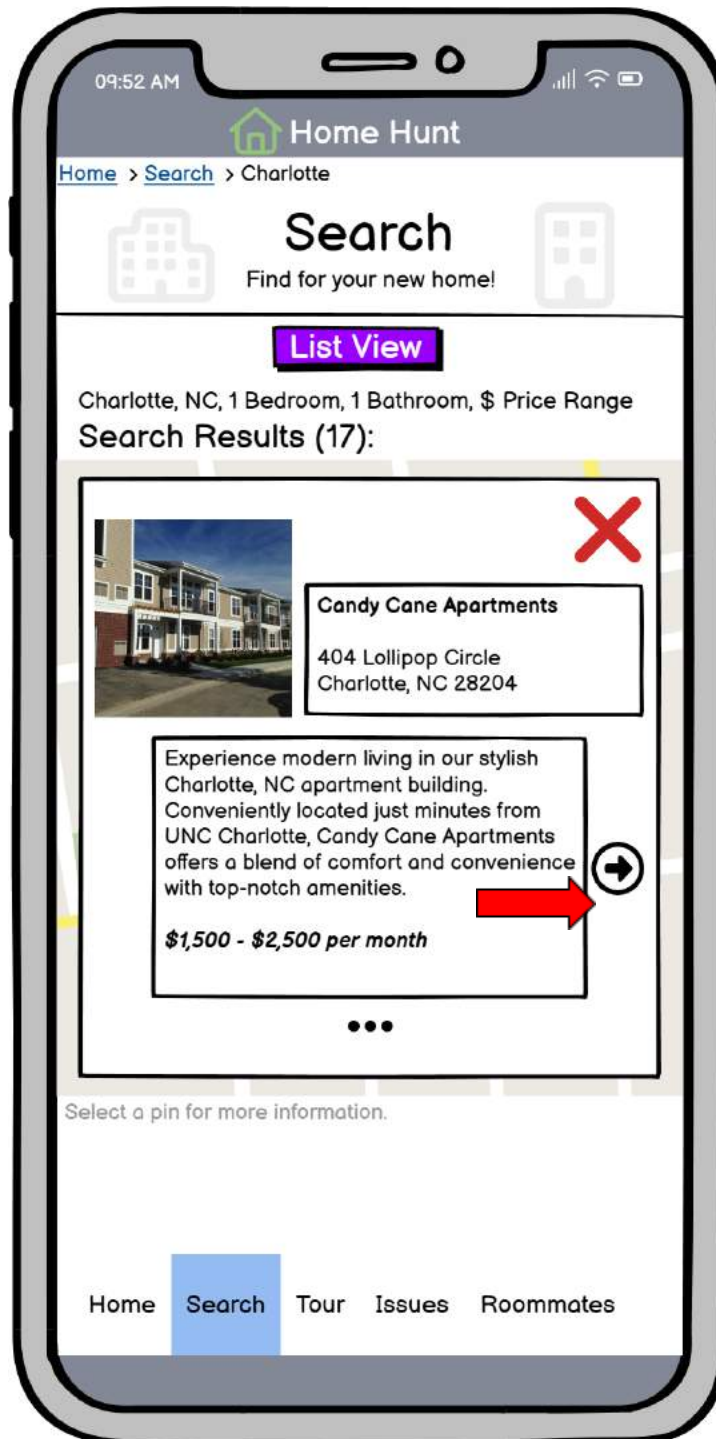 09:52 AM
Home Hunt
Home > Search > Charlotte
Search
Find for your new home!
List View
Charlotte, NC, 1 Bedroom, 1 Bathroom, $ Price Range
Search Results (17):
Candy Cane Apartments
404 Lollipop Circle
Charlotte, NC 28204
Experience modern living in our stylish
Charlotte, NC apartment building.
Conveniently located just minutes from
UNC Charlotte, Candy Cane Apartments
offers a blend of comfort and convenience
with top-notch amenities.
$1,500 - $2,500 per month
Select a pin for more information.
Home Search Tour Issues Roommates